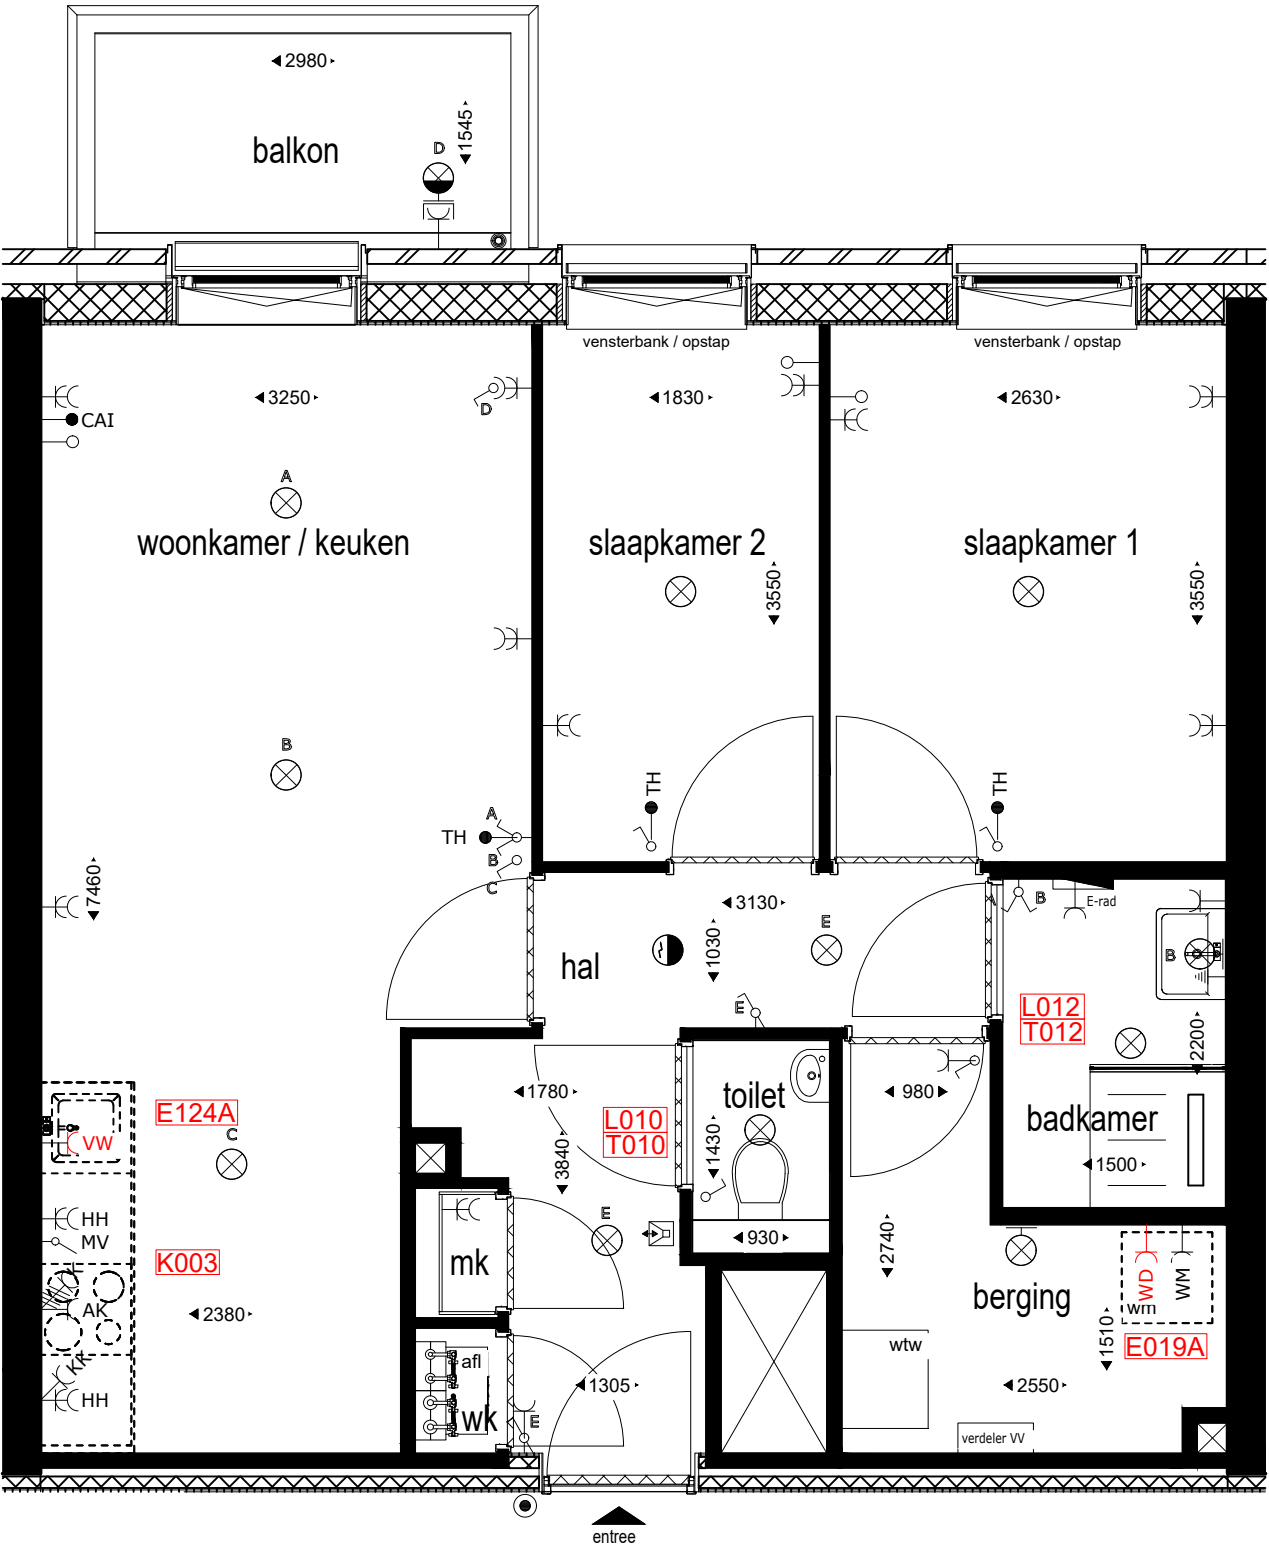 2980
1545
D
balkon
vensterbank / opstap
vensterbank / opstap
3250
D
1830
2630
CAI
A
woonkamer / keuken
slaapkamer 2
slaapkamer 1
3550
3550
B
TH
TH
A
TH
B
C
7460
3130
E
1030
hal
E
A
B
E-rad
B
L012
T012
2200
1780
toilet
980
E124A
VW
C
L010
T010
3840
1430
badkamer
1500
HH
MV
E
930
2740
K003
mk
berging
WD
WM
wm
AK
2380
KK
HH
afl
wk
E
1305
wtw
1510
E019A
2550
verdeler VV
entree